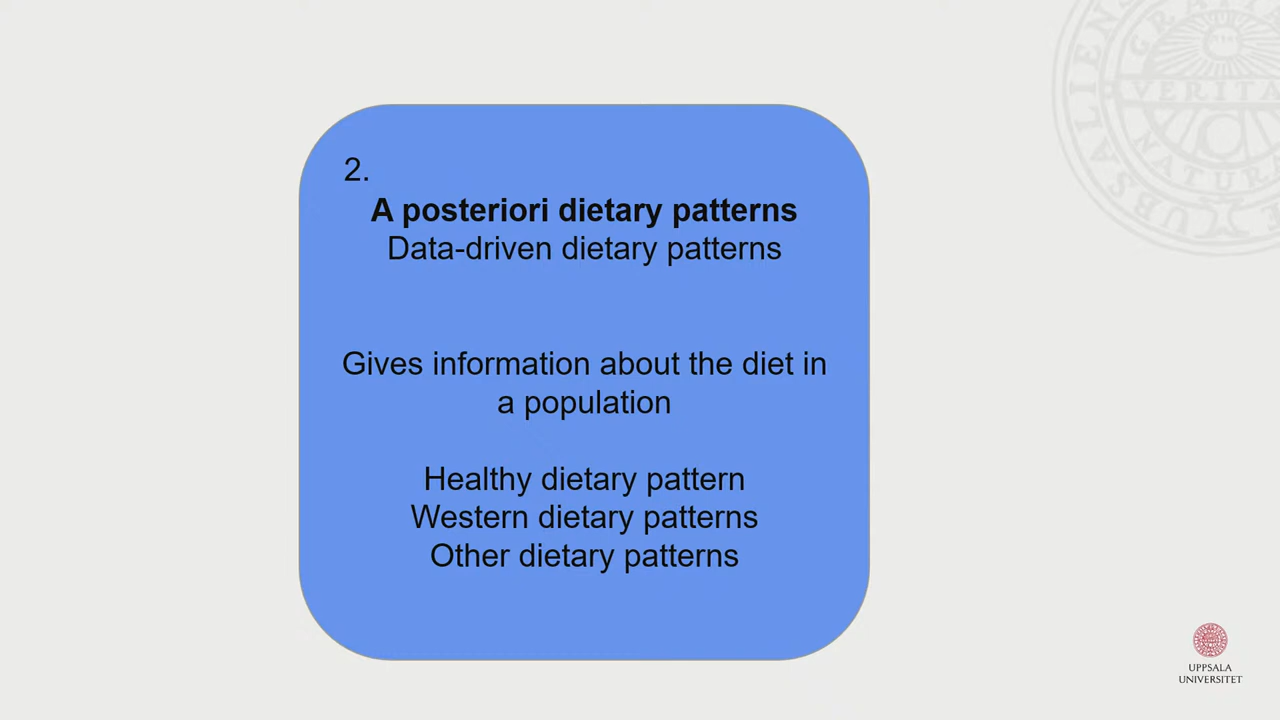 2.
A posteriori dietary patterns
Data-driven dietary patterns
Gives information about the diet in
a population
Healthy dietary pattern
Western dietary patterns
Other dietary patterns
UPPSALA
UNIVERSITET